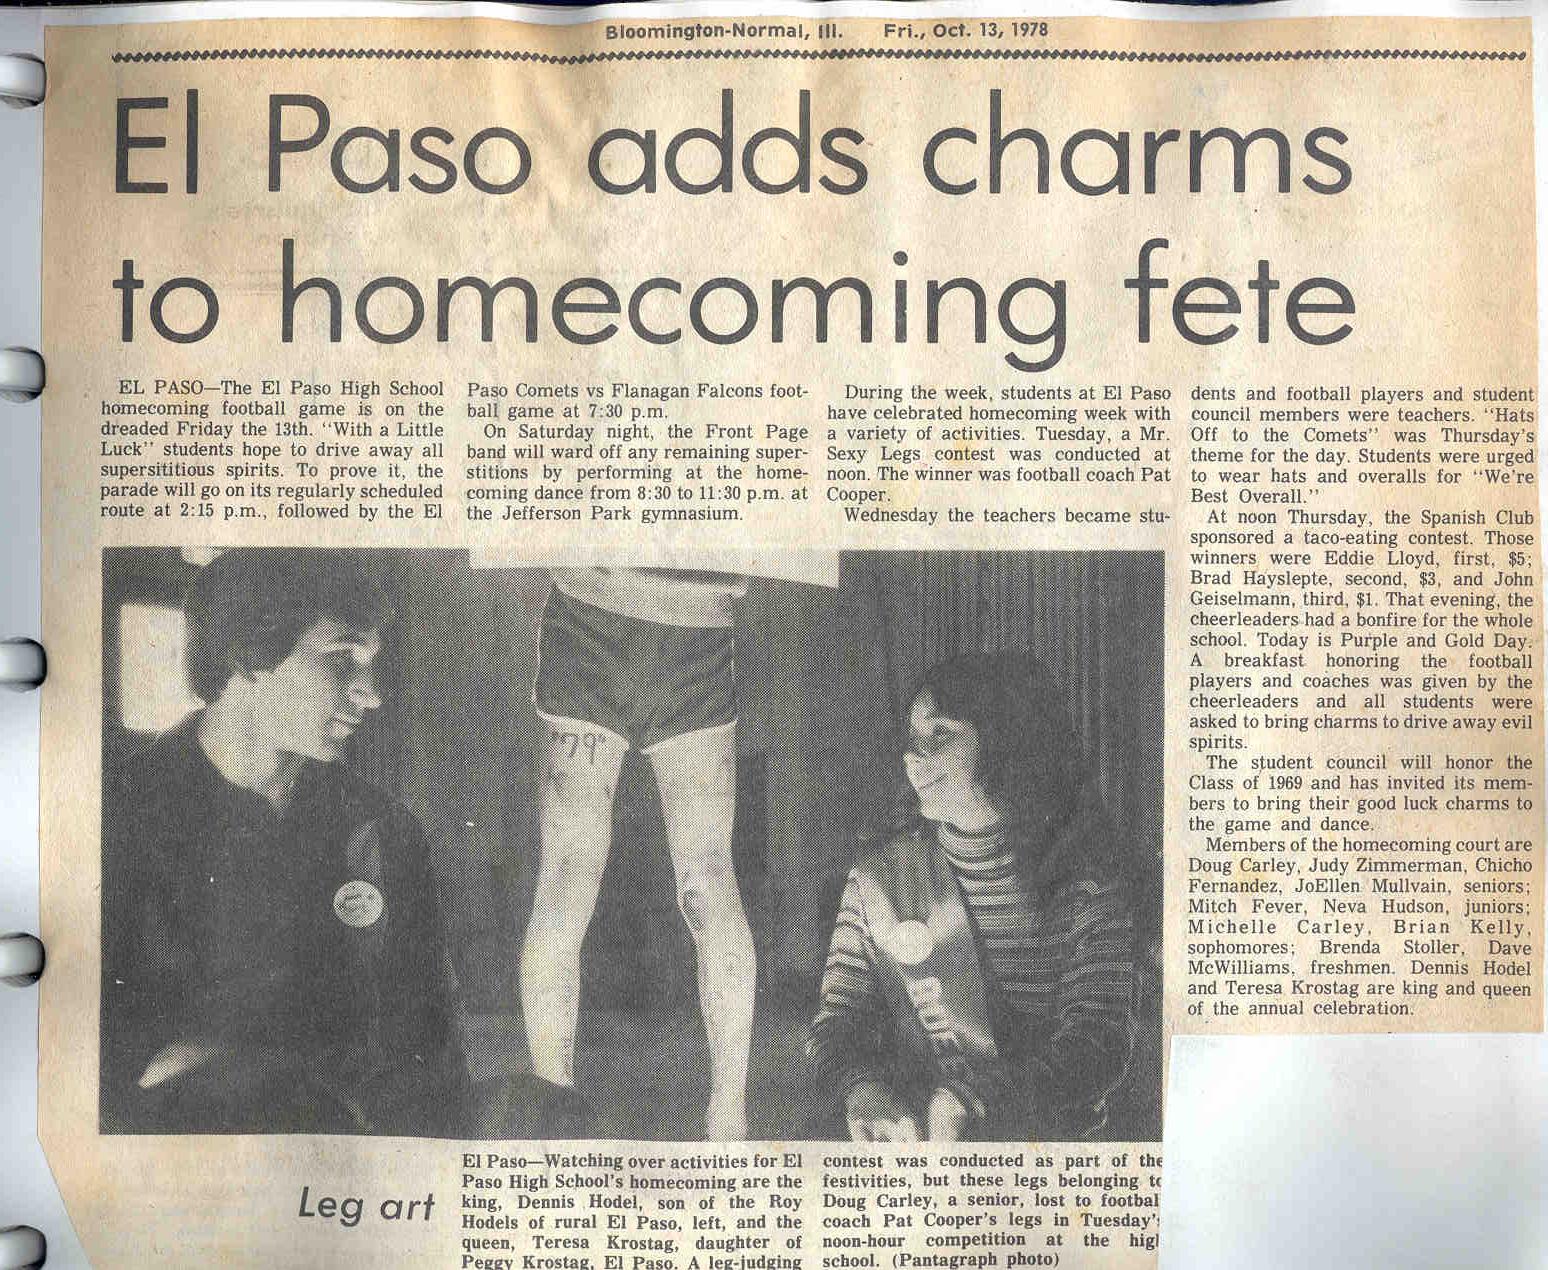 Bloomington-Normal, Ill. Fri., Oct. 13, 1978
El Paso adds charms
to homecoming fete
EL PASO—The El Paso High School
homecoming football game is on the
dreaded Friday the 13th. "With a Little
Luck" students hope to drive away all
supersititious spirits. To prove it, the
parade will go on its regularly scheduled
route at 2:15 p.m., followed by the El
Paso Comets vs Flanagan Falcons foot-
ball game at 7:30 p.m.
On Saturday night, the Front Page
band will ward off any remaining super-
stitions by performing at the home-
coming dance from 8:30 to 11:30 p.m. at
the Jefferson Park gymnasium.
During the week, students at El Paso
have celebrated homecoming week with
a variety of activities. Tuesday, a Mr.
Sexy Legs contest was conducted at
noon. The winner was football coach Pat
Cooper.
Wednesday the teachers became stu-
dents and football players and student
council members were teachers. "Hats
Off to the Comets" was Thursday's
theme for the day. Students were urged
to wear hats and overalls for "We're
Best Overall."
At noon Thursday, the Spanish Club
sponsored a taco-eating contest. Those
winners were Eddie Lloyd, first, $5;
Brad Hayslepte, second, $3, and John
Geiselmann, third, $1. That evening, the
cheerleaders had a bonfire for the whole
school. Today is Purple and Gold Day.
A breakfast honoring the football
players and coaches was given by the
cheerleaders and all students were
asked to bring charms to drive away evil
spirits.
The student council will honor the
Class of 1969 and has invited its mem-
bers to bring their good luck charms to
the game and dance.
Members of the homecoming court are
Doug Carley, Judy Zimmerman, Chicho
Fernandez, JoEllen Mullvain, seniors;
Mitch Fever, Neva Hudson, juniors;
Michelle Carley, Brian Kelly,
sophomores; Brenda Stoller, Dave
McWilliams, freshmen. Dennis Hodel
and Teresa Krostag are king and queen
of the annual celebration.
"79"
Leg art
El Paso—Watching over activities for El
Paso High School's homecoming are the
king, Dennis Hodel, son of the Roy
Hodels of rural El Paso, left, and the
queen, Teresa Krostag, daughter of
Peggy Krostag, El Paso. A leg-judging
contest was conducted as part of the
festivities, but these legs belonging to
Doug Carley, a senior, lost to footbal
coach Pat Cooper's legs in Tuesday's
noon-hour competition at the higl
school. (Pantagraph photo)